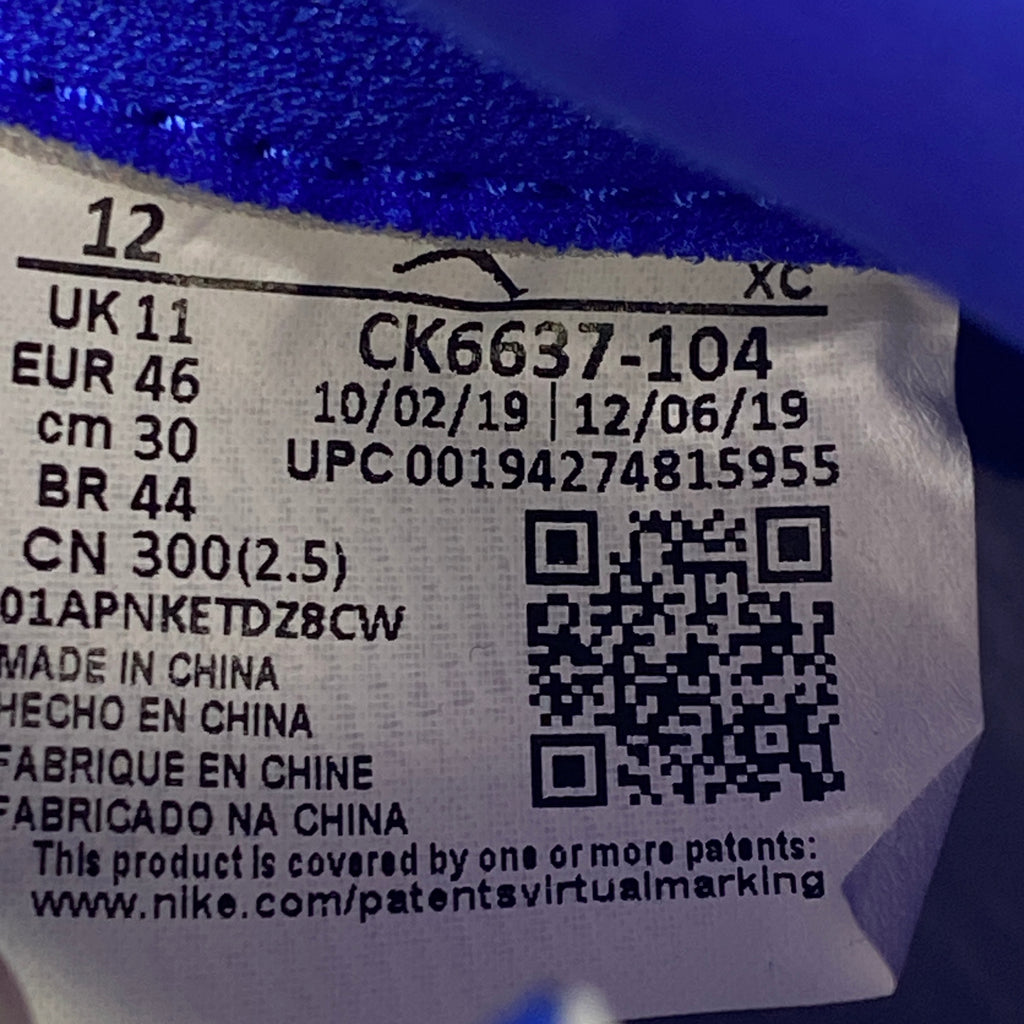 12
XC
UK 11
EUR 46
cm 30
BR 44
CN 300(2.5)
CK6637-104
10/02/19 | 12/06/19
UPC 00194274815955
01APNKETDZ8CW
MADE IN CHINA
HECHO EN CHINA
FABRIQUE EN CHINE
FABRICADO NA CHINA
This product is covered by one or more patents:
www.nike.com/patentsvirtualmarking